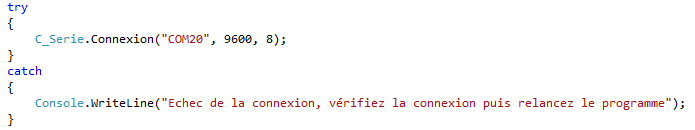 try
{
C_Serie.Connexion("COM20", 9600, 8);
}
catch
{
Console.WriteLine("Echec de la connexion, vérifiez la connexion puis relancez le programme");
}